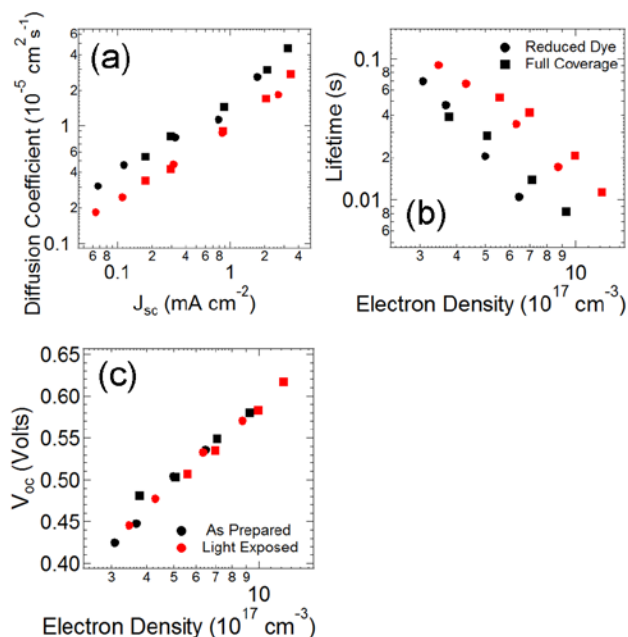 (a)
Diffusion Coefficient (10⁻⁵ cm² s⁻¹)
4
2
1
8
6
4
2
0.1
6 8 0.1 2 4 6 8 1 2 4
J_sc (mA cm⁻²)
Reduced Dye
Full Coverage
(b)
Lifetime (s)
0.1
8
6
4
2
0.01
8
6
3 4 5 6 7 8 9 10
Electron Density (10¹⁷ cm⁻³)
(c)
V_oc (Volts)
0.65
0.60
0.55
0.50
0.45
0.40
As Prepared
Light Exposed
3 4 5 6 7 8 9 10
Electron Density (10¹⁷ cm⁻³)